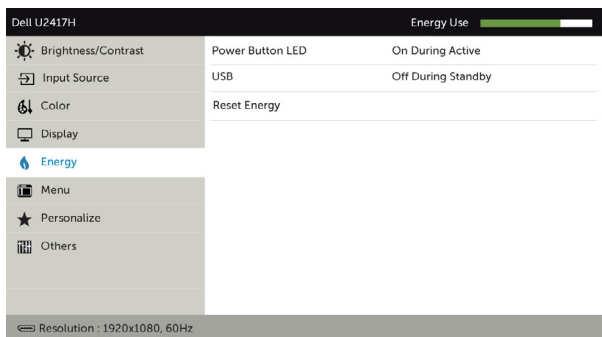 Dell U2417H Energy Use
Brightness/Contrast Power Button LED On During Active
Input Source USB Off During Standby
Color Reset Energy
Display
Energy
Menu
Personalize
Others
Resolution : 1920x1080, 60Hz